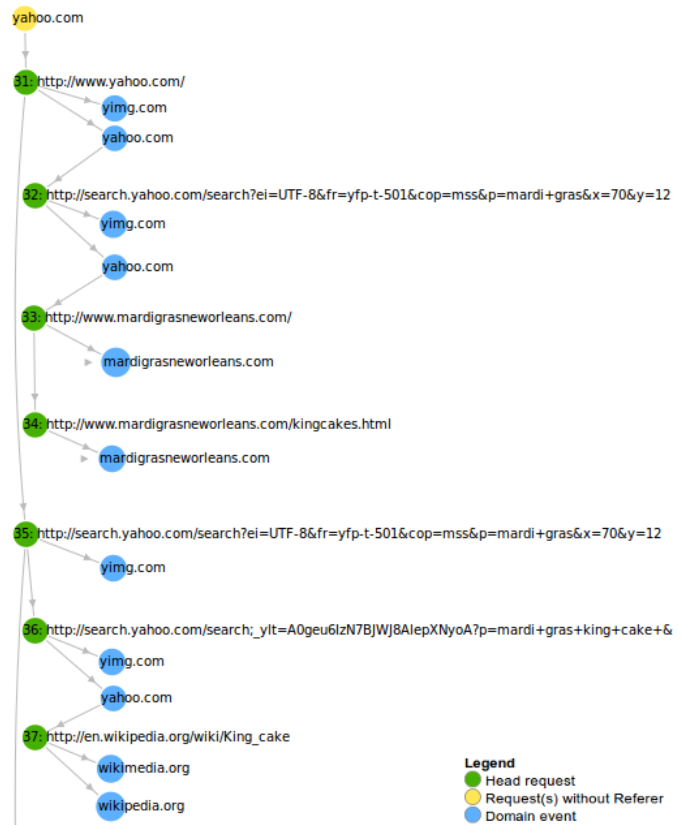 yahoo.com
31: http://www.yahoo.com/
yimg.com
yahoo.com
32: http://search.yahoo.com/search?ei=UTF-8&fr=yfp-t-501&cop=mss&p=mardi+gras&x=70&y=12
yimg.com
yahoo.com
33: http://www.mardigrasneworleans.com/
mardigrasneworleans.com
34: http://www.mardigrasneworleans.com/kingcakes.html
mardigrasneworleans.com
35: http://search.yahoo.com/search?ei=UTF-8&fr=yfp-t-501&cop=mss&p=mardi+gras&x=70&y=12
yimg.com
36: http://search.yahoo.com/search;_ylt=A0geu6IzN7BJWJ8AlepXNyoA?p=mardi+gras+king+cake+&
yimg.com
yahoo.com
37: http://en.wikipedia.org/wiki/King_cake
wikimedia.org
wikipedia.org
Legend
Head request
Request(s) without Referer
Domain event